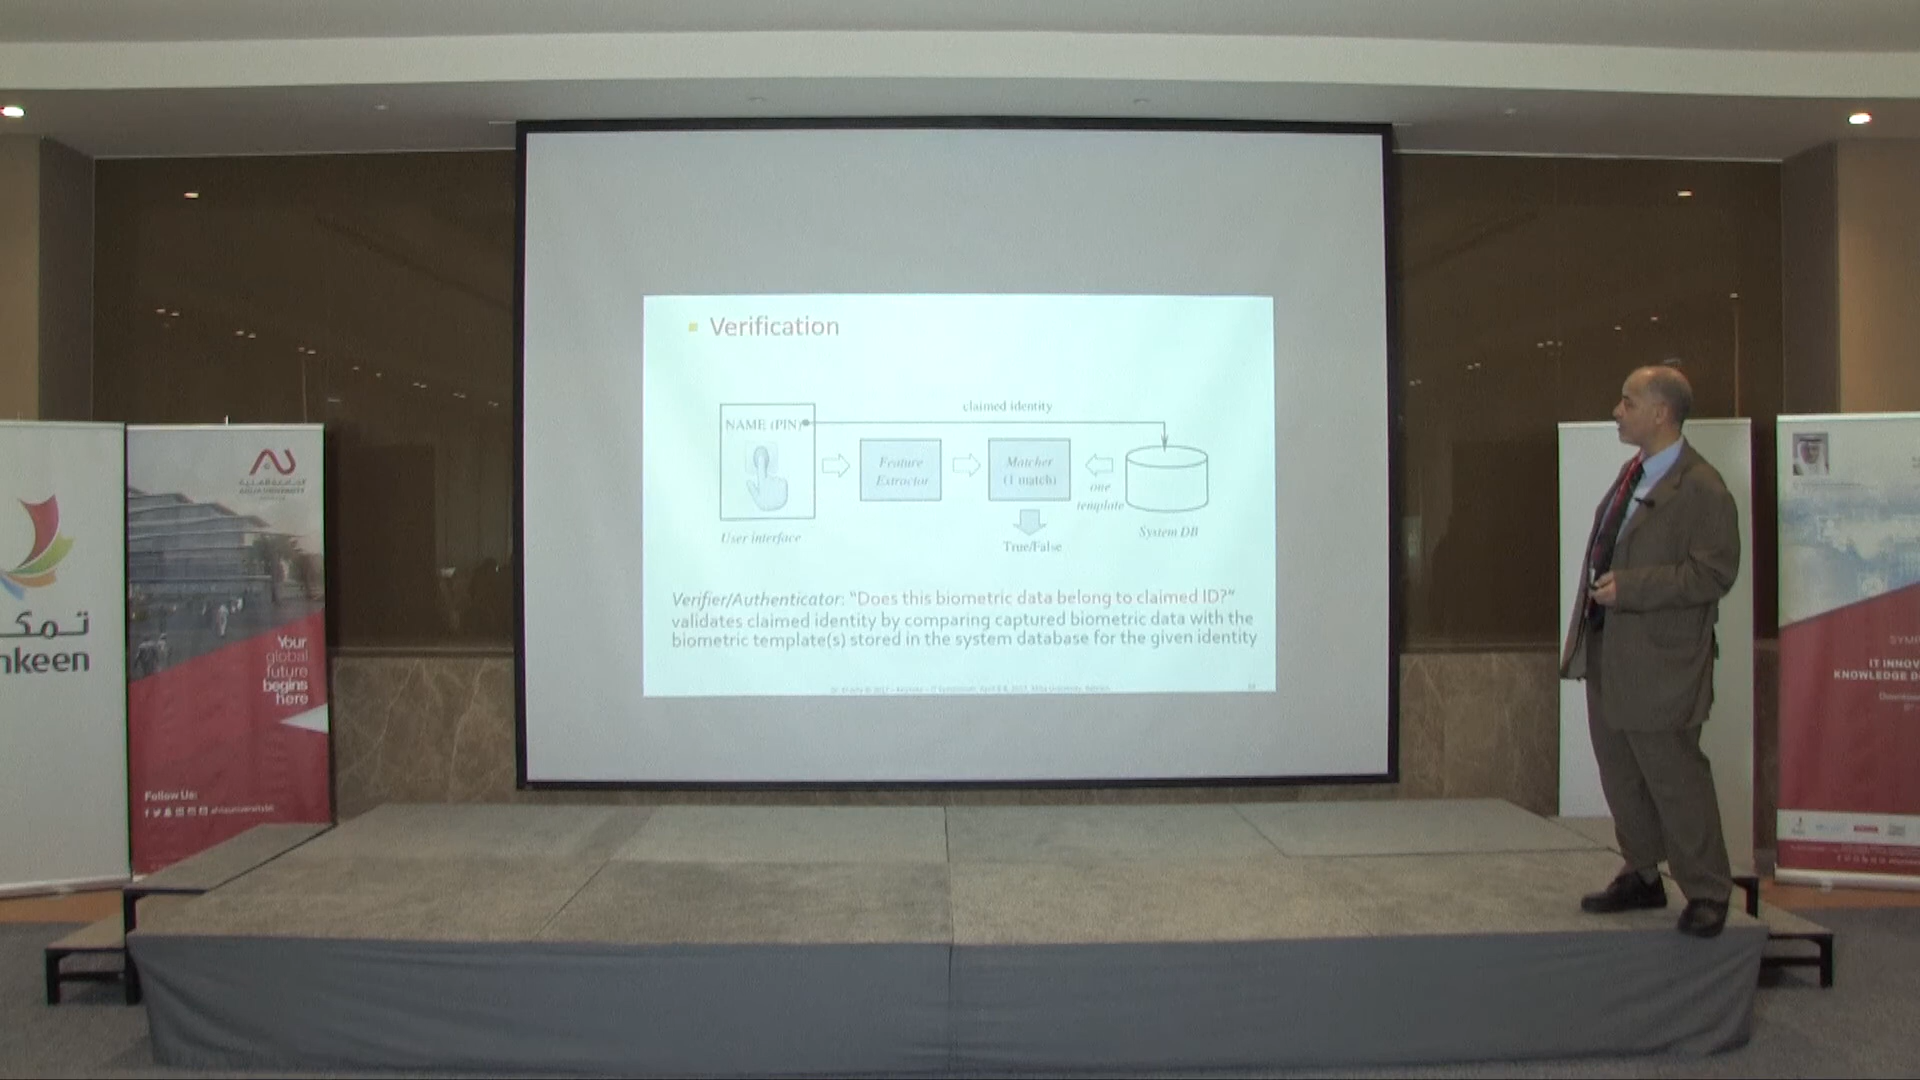 Verification
claimed identity
NAME (PIN)
Feature
Extractor
Matcher
(1 match)
one
template
User interface
True/False
System DB
Verifier/Authenticator: “Does this biometric data belong to claimed ID?”
validates claimed identity by comparing captured biometric data with the
biometric template(s) stored in the system database for the given identity
nkeen
Your
global
future
begins
here
Follow Us:
SYMP
IT INNOV
KNOWLEDGE D